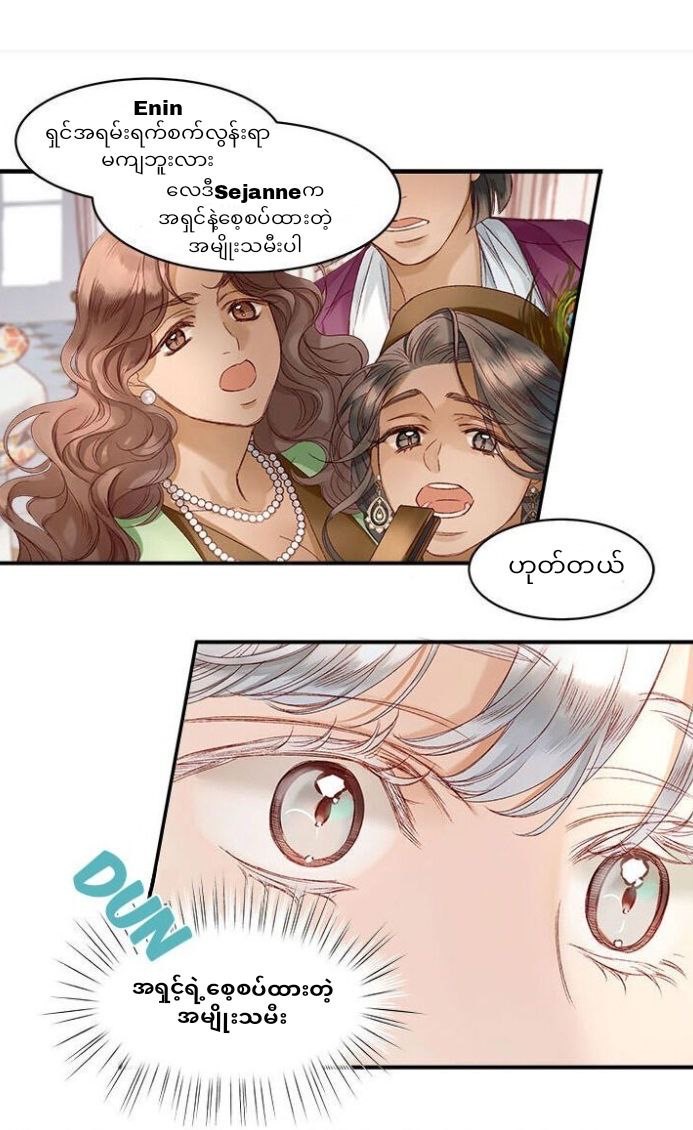 Enin
ရှင်အရမ်းရက်စက်လွန်းရာ
မကျဘူးလား
လေဒီSejanneက
အရှင်နဲ့စေ့စပ်ထားတဲ့
အမျိုးသမီးပါ
ဟုတ်တယ်
DUN
အရှင့်ရဲ့စေ့စပ်ထားတဲ့
အမျိုးသမီး